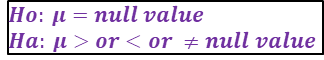 Ho: μ = null value
Ha: μ > or < or ≠ null value